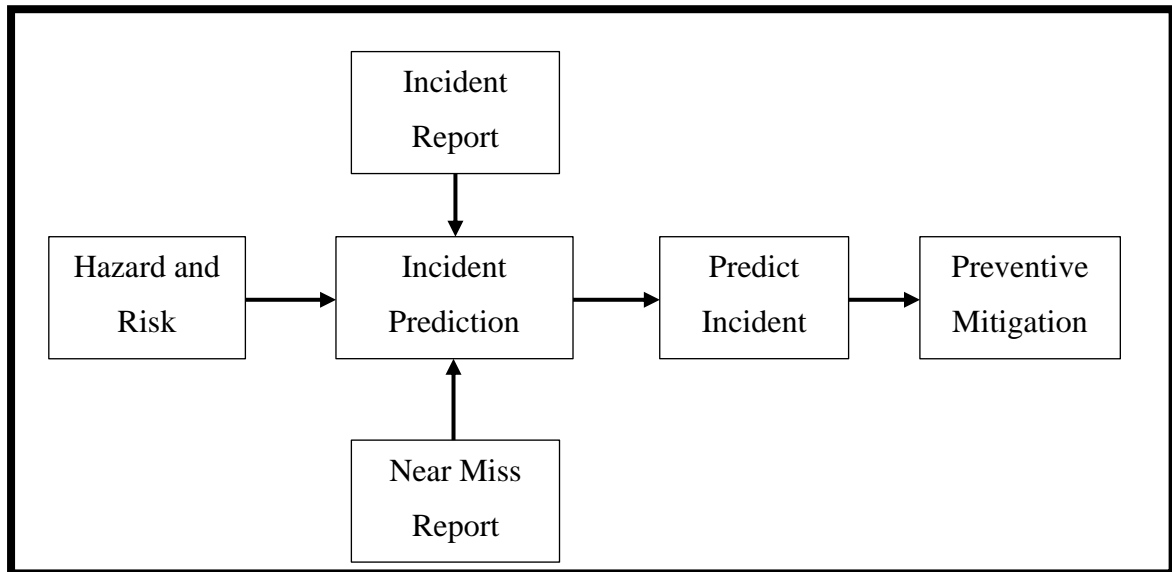 Incident
Report
Hazard and
Risk
Incident
Prediction
Predict
Incident
Preventive
Mitigation
Near Miss
Report